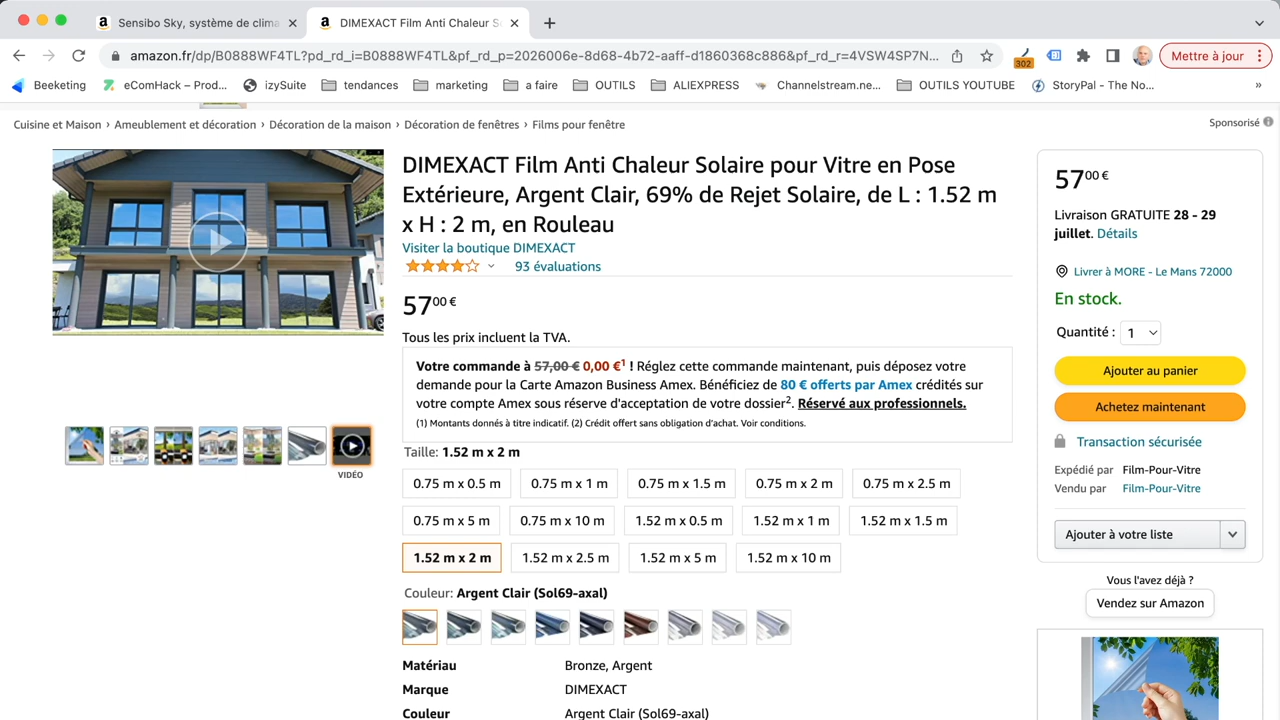 Sensibo Sky, système de clima
DIMEXACT Film Anti Chaleur S
amazon.fr/dp/B0888WF4TL?pd_rd_i=B0888WF4TL&pf_rd_p=2026006e-8d68-4b72-aaff-d1860368c886&pf_rd_r=4VSW4SP7N...
302
Mettre à jour
Beeketing
eComHack – Prod...
izySuite
tendances
marketing
a faire
OUTILS
ALIEXPRESS
Channelstream.ne...
OUTILS YOUTUBE
StoryPal - The No...
»
Cuisine et Maison › Ameublement et décoration › Décoration de la maison › Décoration de fenêtres › Films pour fenêtre
Sponsorisé
DIMEXACT Film Anti Chaleur Solaire pour Vitre en Pose
Extérieure, Argent Clair, 69% de Rejet Solaire, de L : 1.52 m
x H : 2 m, en Rouleau
Visiter la boutique DIMEXACT
93 évaluations
57,00 €
Tous les prix incluent la TVA.
Votre commande à 57,00 € 0,00 €¹ ! Réglez cette commande maintenant, puis déposez votre
demande pour la Carte Amazon Business Amex. Bénéficiez de 80 € offerts par Amex crédités sur
votre compte Amex sous réserve d'acceptation de votre dossier². Réservé aux professionnels.
(1) Montants donnés à titre indicatif. (2) Crédit offert sans obligation d'achat. Voir conditions.
VIDÉO
Taille: 1.52 m x 2 m
0.75 m x 0.5 m
0.75 m x 1 m
0.75 m x 1.5 m
0.75 m x 2 m
0.75 m x 2.5 m
0.75 m x 5 m
0.75 m x 10 m
1.52 m x 0.5 m
1.52 m x 1 m
1.52 m x 1.5 m
1.52 m x 2 m
1.52 m x 2.5 m
1.52 m x 5 m
1.52 m x 10 m
Couleur: Argent Clair (Sol69-axal)
Matériau Bronze, Argent
Marque DIMEXACT
Couleur Argent Clair (Sol69-axal)
57,00 €
Livraison GRATUITE 28 - 29
juillet. Détails
Livrer à MORE - Le Mans 72000
En stock.
Quantité : 1
Ajouter au panier
Achetez maintenant
Transaction sécurisée
Expédié par Film-Pour-Vitre
Vendu par Film-Pour-Vitre
Ajouter à votre liste
Vous l'avez déjà ?
Vendez sur Amazon